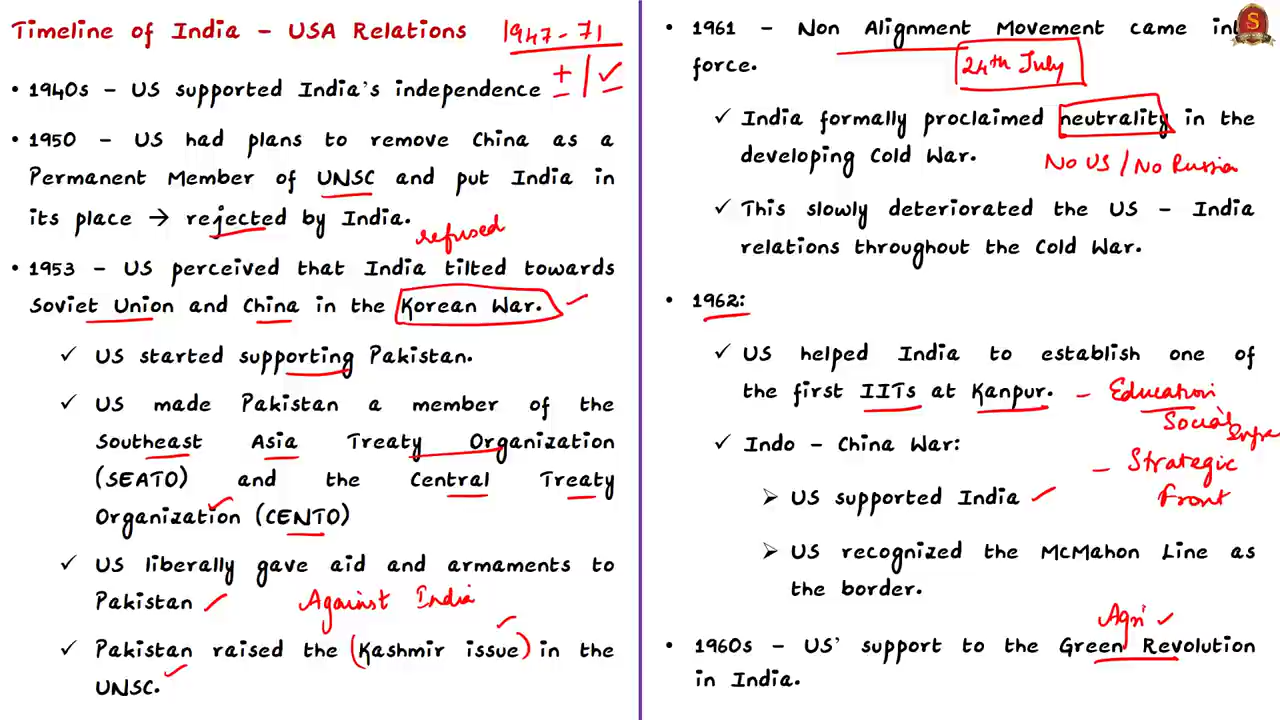 Timeline of India - USA Relations 1947-71
• 1940s - US supported India's independence + / ✓
• 1950 - US had plans to remove China as a
Permanent Member of UNSC and put India in
its place → rejected by India.
refused
• 1953 - US perceived that India tilted towards
Soviet Union and China in the Korean War.
✓ US started supporting Pakistan.
✓ US made Pakistan a member of the
Southeast Asia Treaty Organization
(SEATO) and the Central Treaty
Organization (CENTO)
✓ US liberally gave aid and armaments to
Pakistan
Against India
✓ Pakistan raised the (Kashmir issue) in the
UNSC.
• 1961 - Non Alignment Movement came int
force.
24th July
✓ India formally proclaimed neutrality in the
developing Cold War.
No US / No Russia
✓ This slowly deteriorated the US - India
relations throughout the Cold War.
• 1962:
✓ US helped India to establish one of
the first IITs at Kanpur.
- Education
Social Infra
✓ Indo - China War:
- Strategic
Front
➤ US supported India
➤ US recognized the McMahon Line as
the border.
Agri
• 1960s - US' support to the Green Revolution
in India.
S